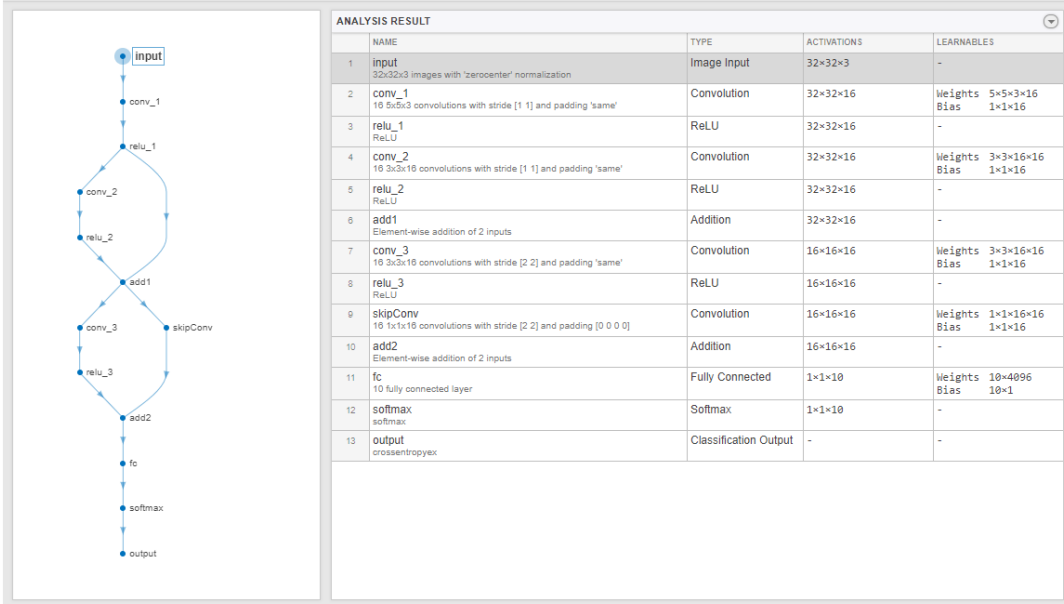 input
conv_1
relu_1
conv_2
relu_2
add1
conv_3
skipConv
relu_3
add2
fc
softmax
output
ANALYSIS RESULT
NAME TYPE ACTIVATIONS LEARNABLES
1 input Image Input 32×32×3 -
32x32x3 images with 'zerocenter' normalization
2 conv_1 Convolution 32×32×16 Weights 5×5×3×16
16 5x5x3 convolutions with stride [1 1] and padding 'same' Bias 1×1×16
3 relu_1 ReLU 32×32×16 -
ReLU
4 conv_2 Convolution 32×32×16 Weights 3×3×16×16
16 3x3x16 convolutions with stride [1 1] and padding 'same' Bias 1×1×16
5 relu_2 ReLU 32×32×16 -
ReLU
6 add1 Addition 32×32×16 -
Element-wise addition of 2 inputs
7 conv_3 Convolution 16×16×16 Weights 3×3×16×16
16 3x3x16 convolutions with stride [2 2] and padding 'same' Bias 1×1×16
8 relu_3 ReLU 16×16×16 -
ReLU
9 skipConv Convolution 16×16×16 Weights 1×1×16×16
16 1x1x16 convolutions with stride [2 2] and padding [0 0 0 0] Bias 1×1×16
10 add2 Addition 16×16×16 -
Element-wise addition of 2 inputs
11 fc Fully Connected 1×1×10 Weights 10×4096
10 fully connected layer Bias 10×1
12 softmax Softmax 1×1×10 -
softmax
13 output Classification Output - -
crossentropyex